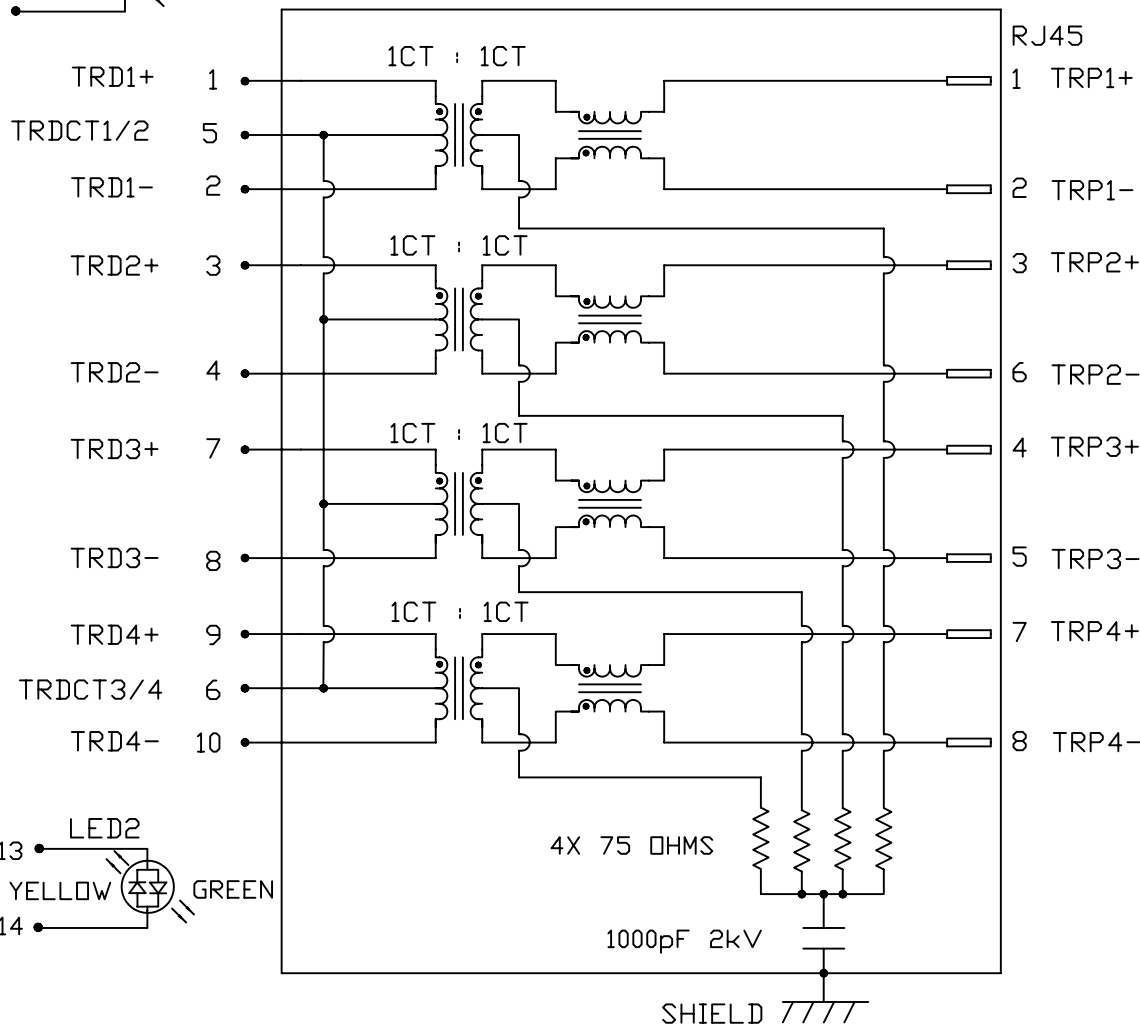 RJ45
1CT : 1CT
TRD1+ 1 1 TRP1+
TRDCT1/2 5
TRD1- 2 2 TRP1-
1CT : 1CT
TRD2+ 3 3 TRP2+
TRD2- 4 6 TRP2-
1CT : 1CT
TRD3+ 7 4 TRP3+
TRD3- 8 5 TRP3-
1CT : 1CT
TRD4+ 9 7 TRP4+
TRDCT3/4 6
TRD4- 10 8 TRP4-
LED2
13
4X 75 OHMS
YELLOW GREEN
14
1000pF 2kV
SHIELD